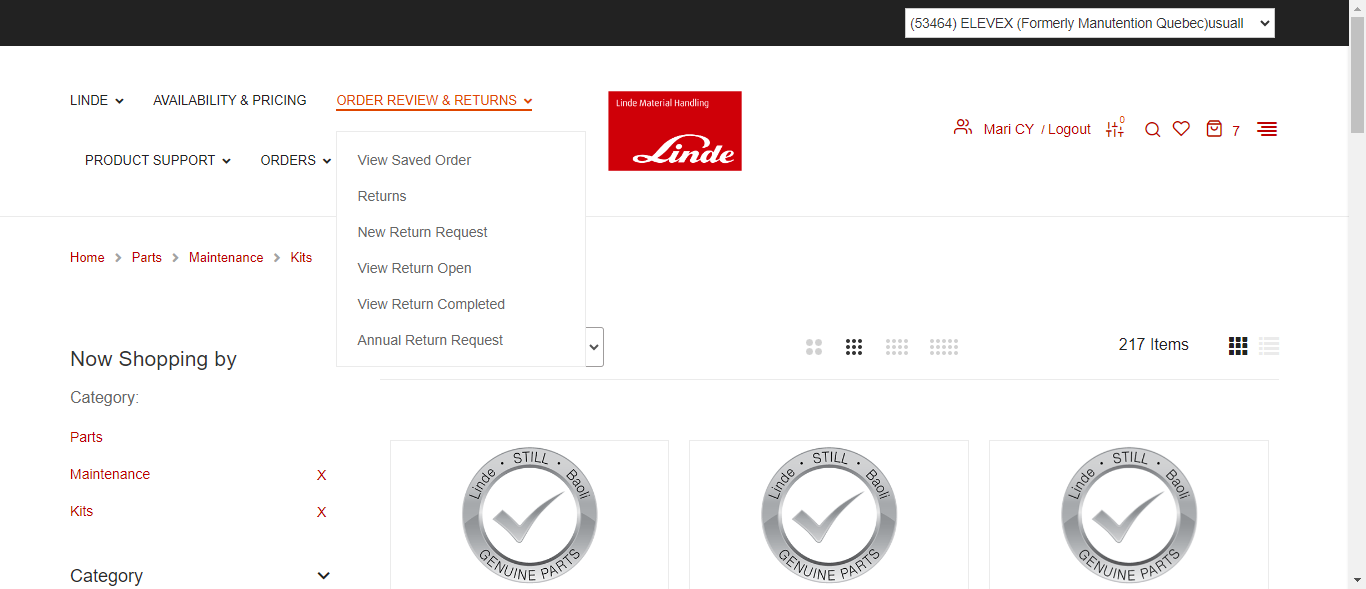 (53464) ELEVEX (Formerly Manutention Quebec)usuall
LINDE
AVAILABILITY & PRICING
ORDER REVIEW & RETURNS
PRODUCT SUPPORT
ORDERS
View Saved Order
Returns
New Return Request
View Return Open
View Return Completed
Annual Return Request
Linde Material Handling
Linde
Mari CY / Logout
0
7
Home
Parts
Maintenance
Kits
217 Items
Now Shopping by
Category:
Parts
Maintenance X
Kits X
Category
Linde • STILL • Baoli
GENUINE PARTS
Linde • STILL • Baoli
GENUINE PARTS
Linde • STILL • Baoli
GENUINE PARTS